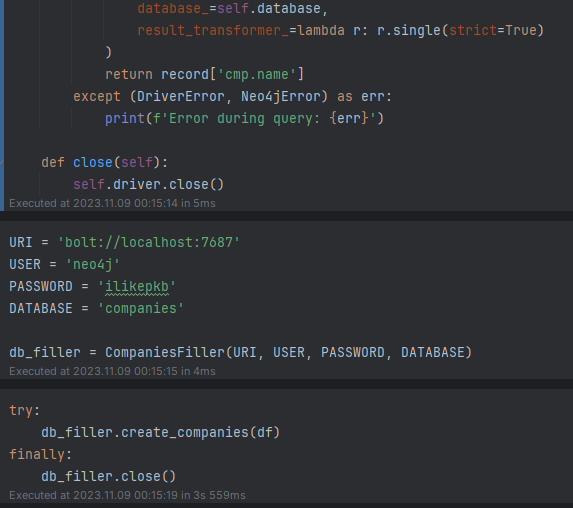 database_=self.database,
result_transformer_=lambda r: r.single(strict=True)
)
return record['cmp.name']
except (DriverError, Neo4jError) as err:
print(f'Error during query: {err}')
def close(self):
self.driver.close()
Executed at 2023.11.09 00:15:14 in 5ms
URI = 'bolt://localhost:7687'
USER = 'neo4j'
PASSWORD = 'ilikepkb'
DATABASE = 'companies'
db_filler = CompaniesFiller(URI, USER, PASSWORD, DATABASE)
Executed at 2023.11.09 00:15:15 in 4ms
try:
db_filler.create_companies(df)
finally:
db_filler.close()
Executed at 2023.11.09 00:15:19 in 3s 559ms